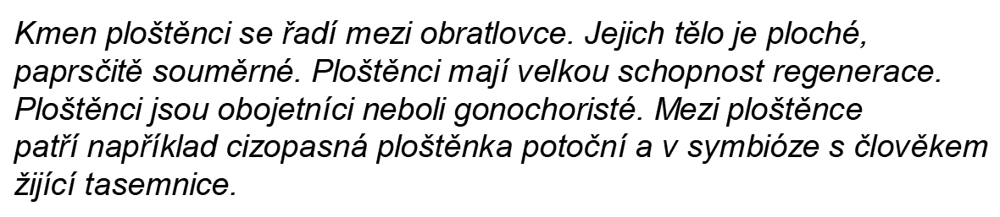 Kmen ploštěnci se řadí mezi obratlovce. Jejich tělo je ploché,
paprsčitě souměrné. Ploštěnci mají velkou schopnost regenerace.
Ploštěnci jsou obojetníci neboli gonochoristé. Mezi ploštěnce
patří například cizopasná ploštěnka potoční a v symbióze s člověkem
žijící tasemnice.